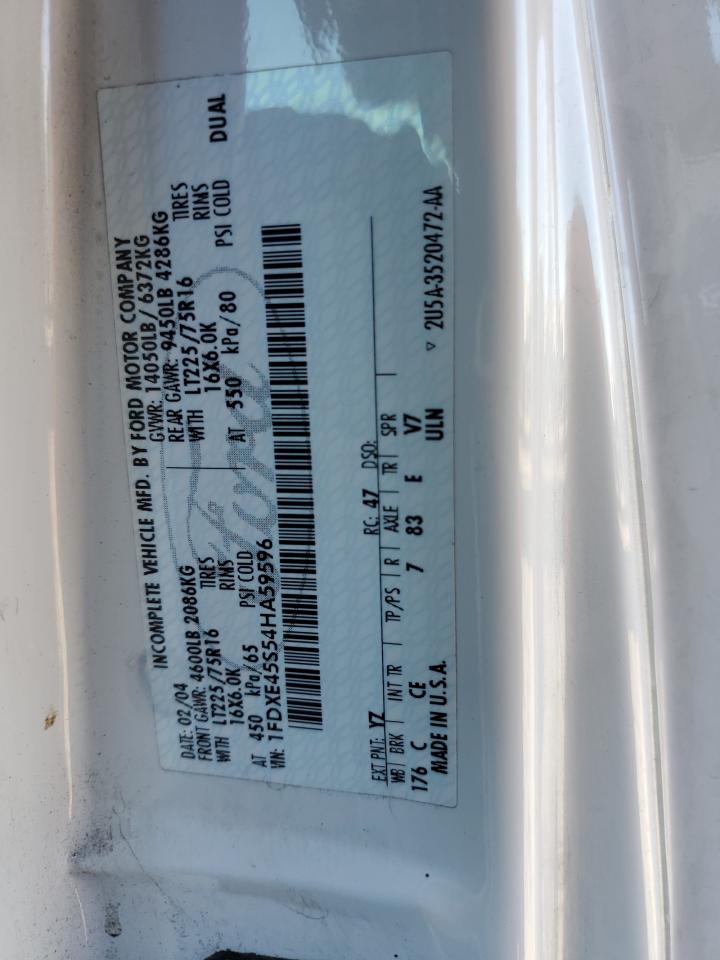 INCOMPLETE VEHICLE MFD. BY FORD MOTOR COMPANY
DATE: 02/04 GVWR: 14050LB/ 6372KG
FRONT GAWR: 4600LB 2086KG REAR GAWR: 9450LB 4286KG
WITH LT225/75R16 TIRES WITH LT225/75R16 TIRES
16X6.0K RIMS 16X6.0K RIMS
AT 450 kPa/65 PSI COLD AT 550 kPa/80 PSI COLD DUAL
VIN: 1FDXE45S54HA59596
Ford
EXT PNT: YZ RC: 47 DSO:
WB BRK INT TR TP/PS R AXLE TR SPR
176 C CE 7 83 E V7
MADE IN U.S.A. ULN
▽ 2U5A-3520472-AA